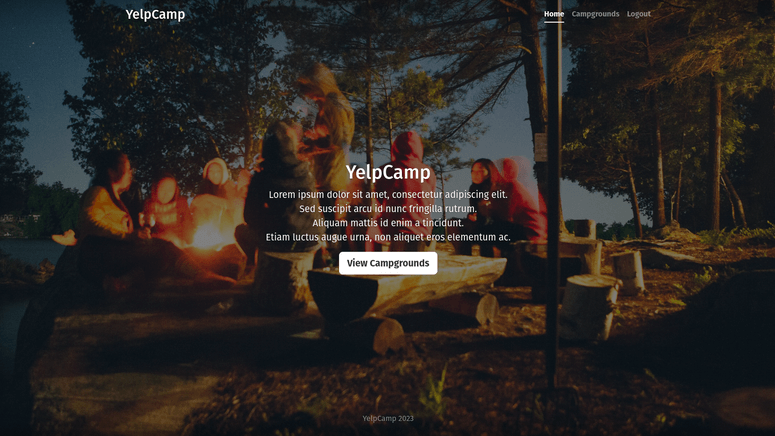 YelpCamp
Home Campgrounds Logout
YelpCamp
Lorem ipsum dolor sit amet, consectetur adipiscing elit.
Sed suscipit arcu id nunc fringilla rutrum.
Aliquam mattis id enim a tincidunt.
Etiam luctus augue urna, non aliquet eros elementum ac.
View Campgrounds
YelpCamp 2023